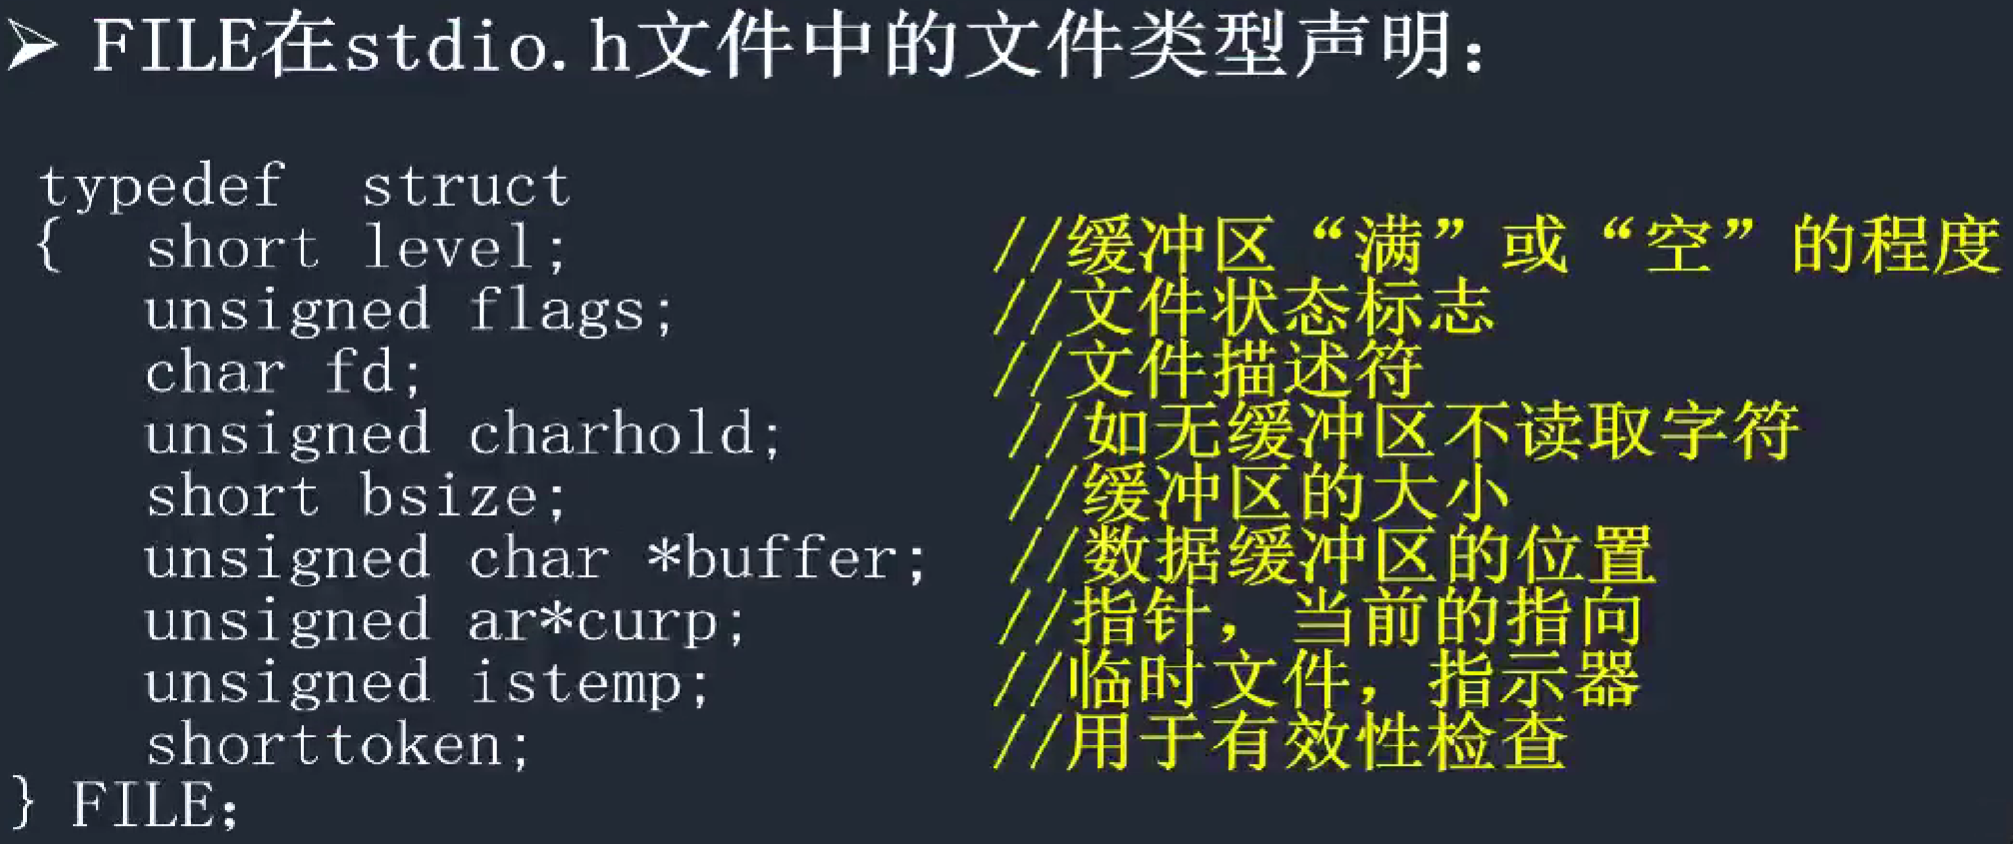 ➢ FILE在stdio.h文件中的文件类型声明：
typedef  struct
{  short level;  //缓冲区“满”或“空”的程度
unsigned flags;  //文件状态标志
char fd;  //文件描述符
unsigned charhold;  //如无缓冲区不读取字符
short bsize;  //缓冲区的大小
unsigned char *buffer;  //数据缓冲区的位置
unsigned ar*curp;  //指针，当前的指向
unsigned istemp;  //临时文件，指示器
shorttoken;  //用于有效性检查
} FILE；